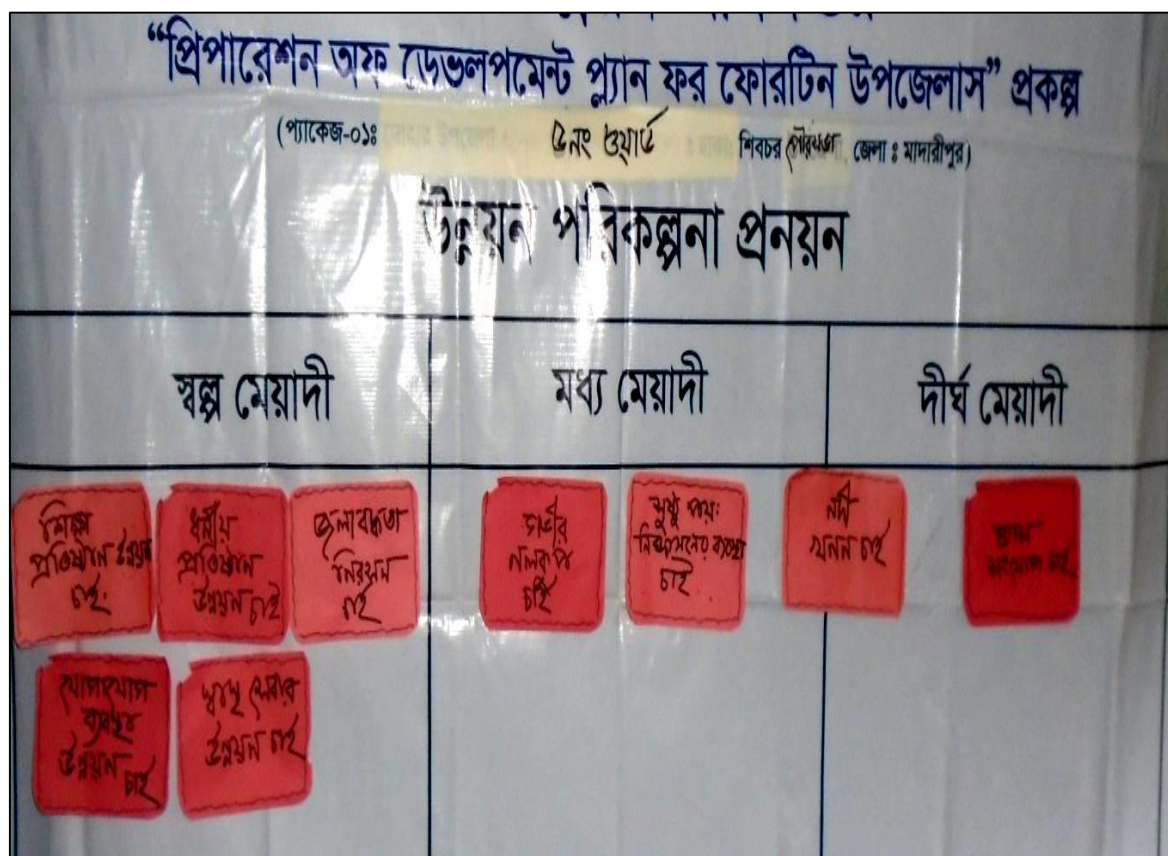 “প্রিপারেশন অফ ডেভলপমেন্ট প্ল্যান ফর ফোরটিন উপজেলাস” প্রকল্প
(প্যাকেজ-০১ঃ ৫নং ওয়ার্ড শিবচর পৌরসভা জেলা ঃ মাদারীপুর)
উন্নয়ন পরিকল্পনা প্রনয়ন
স্বল্প মেয়াদী
মধ্য মেয়াদী
দীর্ঘ মেয়াদী
শিল্প
প্রতিষ্ঠান উন্নয়ন
চাই
ধর্মীয়
প্রতিষ্ঠান
উন্নয়ন চাই
জলাবদ্ধতা
নিরসন
চাই
যোগাযোগ
ব্যবস্থার
উন্নয়ন
চাই
স্বাস্থ্য সেবার
উন্নয়ন চাই
গভীর
নলকূপ
চাই
সুষ্ঠু পয়ঃ
নিষ্কাশনের ব্যবস্থা
চাই
নদী
খনন চাই
সংযোগ চাই